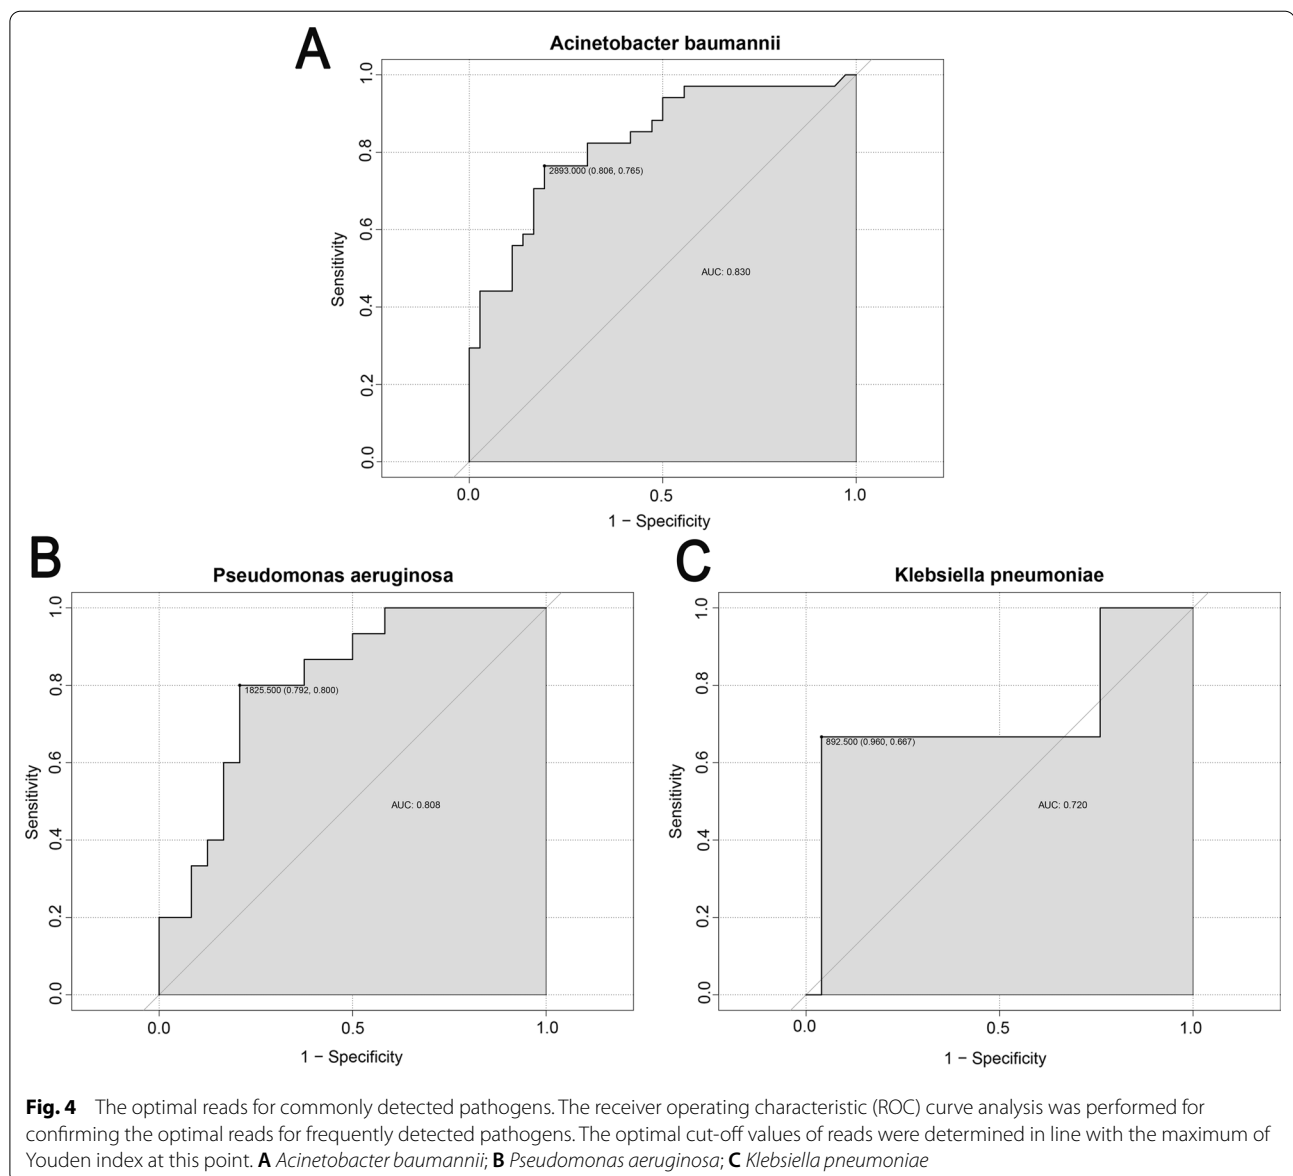 A
Acinetobacter baumannii
1.0
0.8
0.6
0.4
0.2
0.0
Sensitivity
2893.000 (0.806, 0.765)
AUC: 0.830
0.0
0.5
1.0
1 − Specificity
B
Pseudomonas aeruginosa
1.0
0.8
0.6
0.4
0.2
0.0
Sensitivity
1825.500 (0.792, 0.800)
AUC: 0.808
0.0
0.5
1.0
1 − Specificity
C
Klebsiella pneumoniae
1.0
0.8
0.6
0.4
0.2
0.0
Sensitivity
892.500 (0.960, 0.667)
AUC: 0.720
0.0
0.5
1.0
1 − Specificity
Fig. 4 The optimal reads for commonly detected pathogens. The receiver operating characteristic (ROC) curve analysis was performed for
confirming the optimal reads for frequently detected pathogens. The optimal cut-off values of reads were determined in line with the maximum of
Youden index at this point. A Acinetobacter baumannii; B Pseudomonas aeruginosa; C Klebsiella pneumoniae